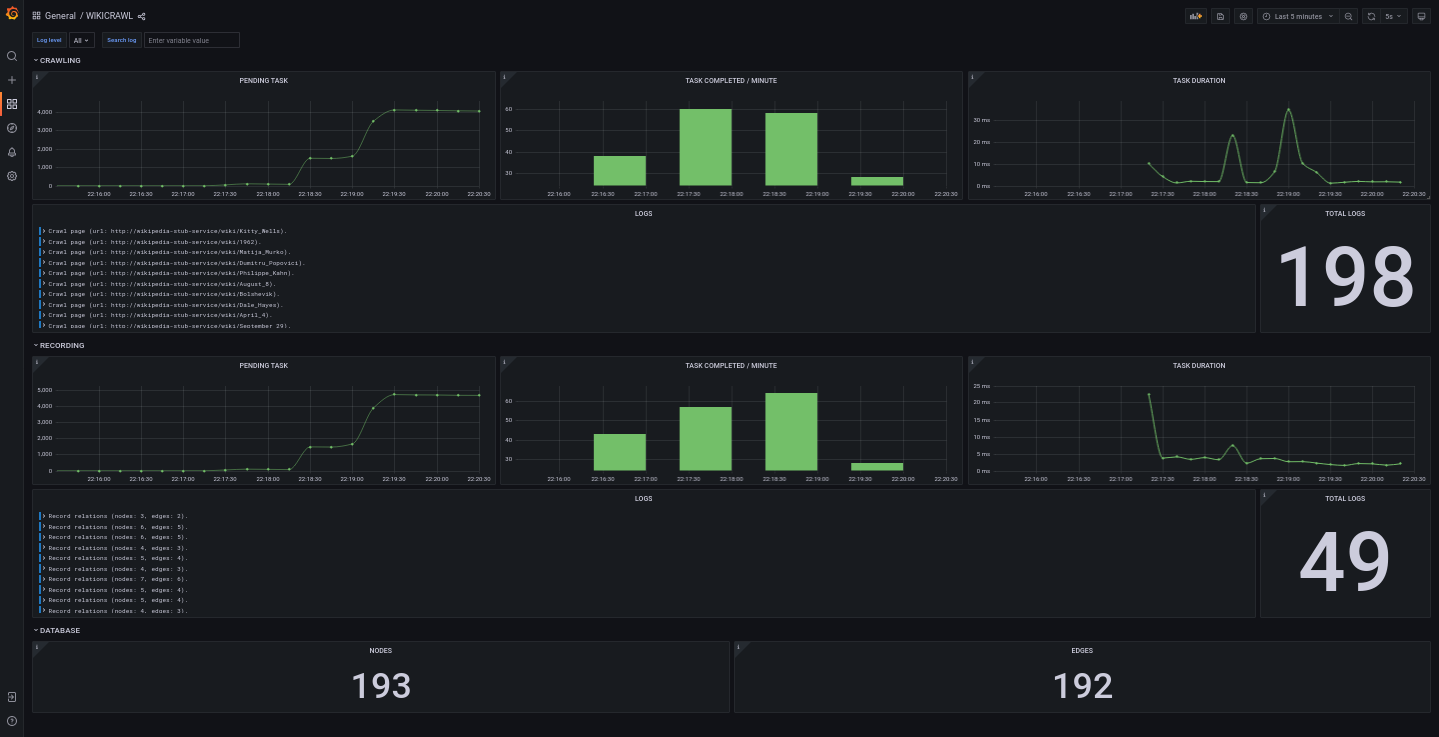 General / WIKICRAWL
Last 5 minutes
5s
Log level All Search log Enter variable value
CRAWLING
PENDING TASK
4,000
3,000
2,000
1,000
0
22:16:00 22:16:30 22:17:00 22:17:30 22:18:00 22:18:30 22:19:00 22:19:30 22:20:00 22:20:30
TASK COMPLETED / MINUTE
60
50
40
30
22:16:00 22:16:30 22:17:00 22:17:30 22:18:00 22:18:30 22:19:00 22:19:30 22:20:00 22:20:30
TASK DURATION
30 ms
20 ms
10 ms
0 ms
22:16:00 22:16:30 22:17:00 22:17:30 22:18:00 22:18:30 22:19:00 22:19:30 22:20:00 22:20:30
LOGS
Crawl page (url: http://wikipedia-stub-service/wiki/Kitty_Wells).
Crawl page (url: http://wikipedia-stub-service/wiki/1962).
Crawl page (url: http://wikipedia-stub-service/wiki/Matija_Murko).
Crawl page (url: http://wikipedia-stub-service/wiki/Dumitru_Popovici).
Crawl page (url: http://wikipedia-stub-service/wiki/Philippe_Kahn).
Crawl page (url: http://wikipedia-stub-service/wiki/August_8).
Crawl page (url: http://wikipedia-stub-service/wiki/Bolshevik).
Crawl page (url: http://wikipedia-stub-service/wiki/Dale_Hayes).
Crawl page (url: http://wikipedia-stub-service/wiki/April_4).
Crawl page (url: http://wikipedia-stub-service/wiki/September_29).
TOTAL LOGS
198
RECORDING
PENDING TASK
5,000
4,000
3,000
2,000
1,000
0
22:16:00 22:16:30 22:17:00 22:17:30 22:18:00 22:18:30 22:19:00 22:19:30 22:20:00 22:20:30
TASK COMPLETED / MINUTE
60
50
40
30
22:16:00 22:16:30 22:17:00 22:17:30 22:18:00 22:18:30 22:19:00 22:19:30 22:20:00 22:20:30
TASK DURATION
25 ms
20 ms
15 ms
10 ms
5 ms
0 ms
22:16:00 22:16:30 22:17:00 22:17:30 22:18:00 22:18:30 22:19:00 22:19:30 22:20:00 22:20:30
LOGS
Record relations (nodes: 3, edges: 2).
Record relations (nodes: 6, edges: 5).
Record relations (nodes: 6, edges: 5).
Record relations (nodes: 4, edges: 3).
Record relations (nodes: 5, edges: 4).
Record relations (nodes: 4, edges: 3).
Record relations (nodes: 7, edges: 6).
Record relations (nodes: 5, edges: 4).
Record relations (nodes: 5, edges: 4).
Record relations (nodes: 4, edges: 3).
TOTAL LOGS
49
DATABASE
NODES
193
EDGES
192